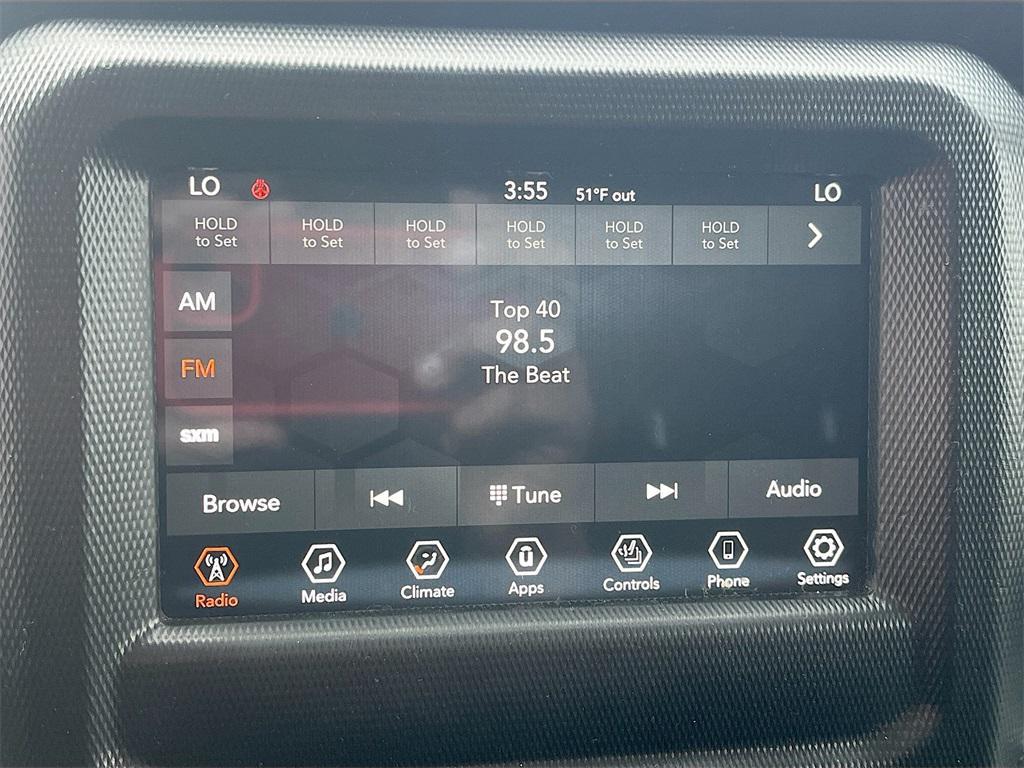 LO 3:55 51°F out LO
HOLD HOLD HOLD HOLD HOLD HOLD
to Set to Set to Set to Set to Set to Set
AM
Top 40
98.5
FM
The Beat
sxm
Browse Tune Audio
Radio Media Climate Apps Controls Phone Settings